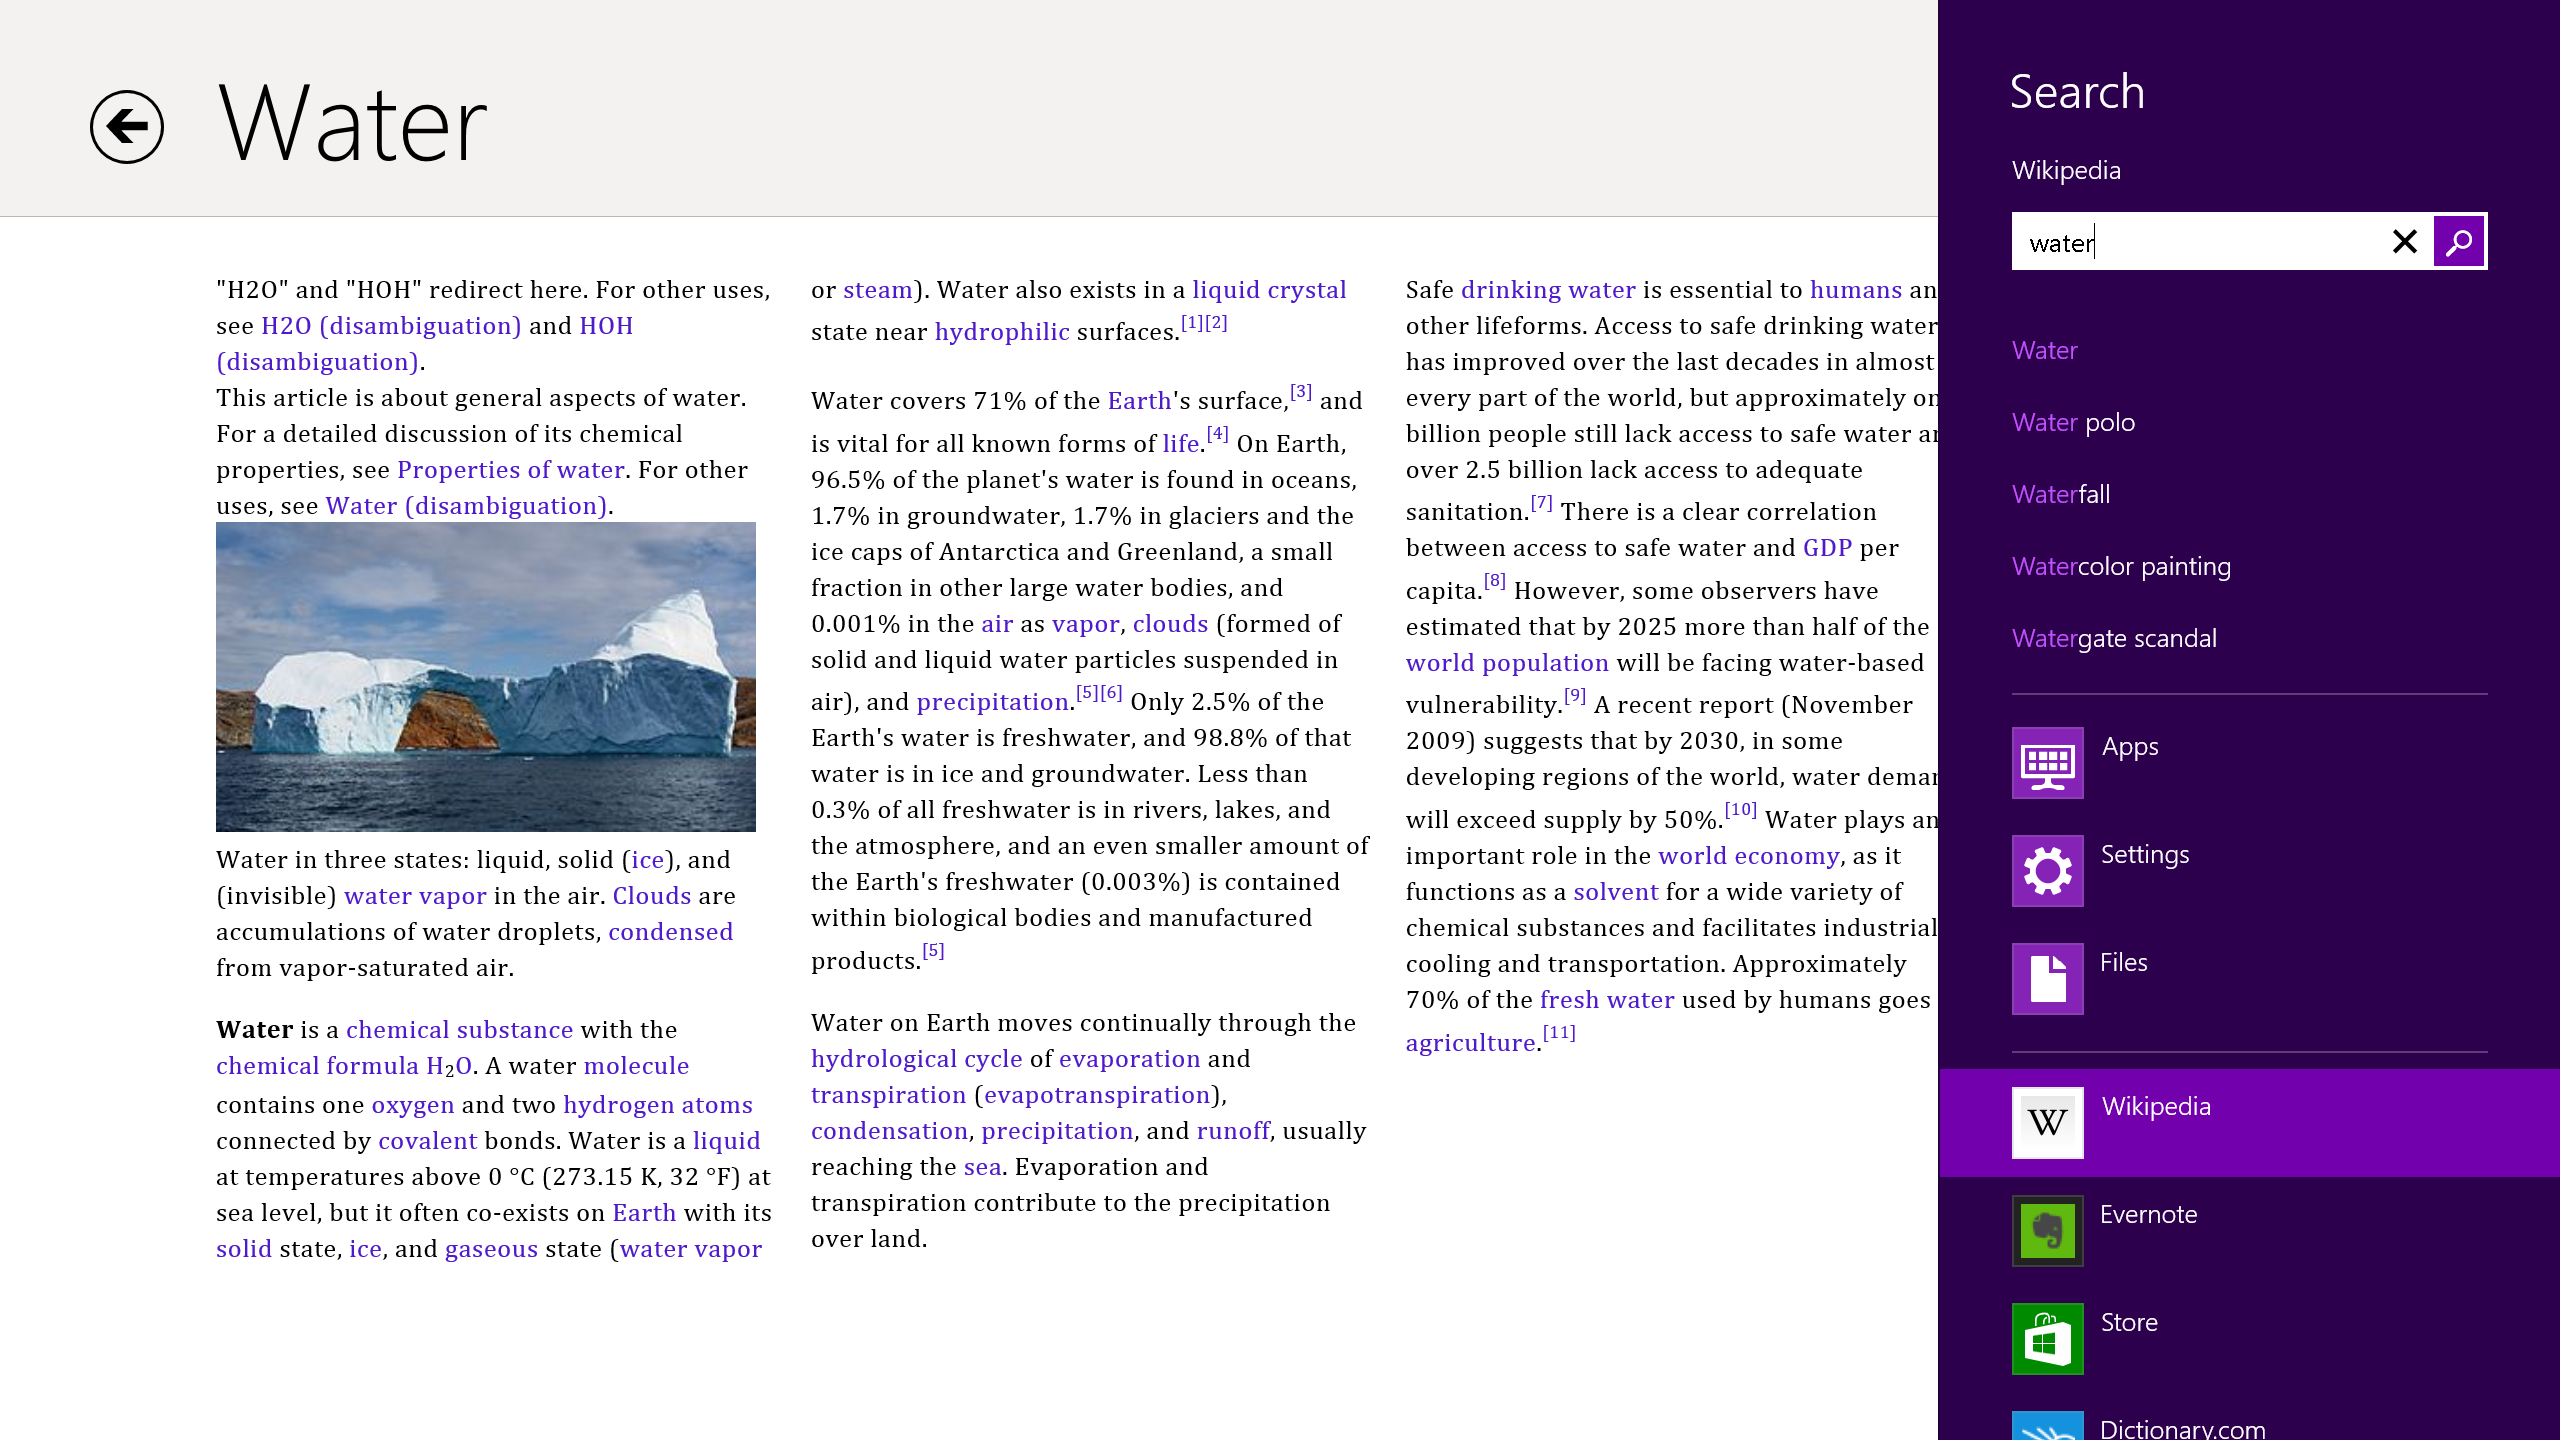 Water
"H2O" and "HOH" redirect here. For other uses,
see H2O (disambiguation) and HOH
(disambiguation).
This article is about general aspects of water.
For a detailed discussion of its chemical
properties, see Properties of water. For other
uses, see Water (disambiguation).
Water in three states: liquid, solid (ice), and
(invisible) water vapor in the air. Clouds are
accumulations of water droplets, condensed
from vapor-saturated air.
Water is a chemical substance with the
chemical formula H₂O. A water molecule
contains one oxygen and two hydrogen atoms
connected by covalent bonds. Water is a liquid
at temperatures above 0 °C (273.15 K, 32 °F) at
sea level, but it often co-exists on Earth with its
solid state, ice, and gaseous state (water vapor
or steam). Water also exists in a liquid crystal
state near hydrophilic surfaces.[1][2]
Water covers 71% of the Earth's surface,[3] and
is vital for all known forms of life.[4] On Earth,
96.5% of the planet's water is found in oceans,
1.7% in groundwater, 1.7% in glaciers and the
ice caps of Antarctica and Greenland, a small
fraction in other large water bodies, and
0.001% in the air as vapor, clouds (formed of
solid and liquid water particles suspended in
air), and precipitation.[5][6] Only 2.5% of the
Earth's water is freshwater, and 98.8% of that
water is in ice and groundwater. Less than
0.3% of all freshwater is in rivers, lakes, and
the atmosphere, and an even smaller amount of
the Earth's freshwater (0.003%) is contained
within biological bodies and manufactured
products.[5]
Water on Earth moves continually through the
hydrological cycle of evaporation and
transpiration (evapotranspiration),
condensation, precipitation, and runoff, usually
reaching the sea. Evaporation and
transpiration contribute to the precipitation
over land.
Safe drinking water is essential to humans an
other lifeforms. Access to safe drinking water
has improved over the last decades in almost
every part of the world, but approximately on
billion people still lack access to safe water an
over 2.5 billion lack access to adequate
sanitation.[7] There is a clear correlation
between access to safe water and GDP per
capita.[8] However, some observers have
estimated that by 2025 more than half of the
world population will be facing water-based
vulnerability.[9] A recent report (November
2009) suggests that by 2030, in some
developing regions of the world, water deman
will exceed supply by 50%.[10] Water plays an
important role in the world economy, as it
functions as a solvent for a wide variety of
chemical substances and facilitates industrial
cooling and transportation. Approximately
70% of the fresh water used by humans goes
agriculture.[11]
Search
Wikipedia
water
Water
Water polo
Waterfall
Watercolor painting
Watergate scandal
Apps
Settings
Files
W
Wikipedia
Evernote
Store
Dictionary.com